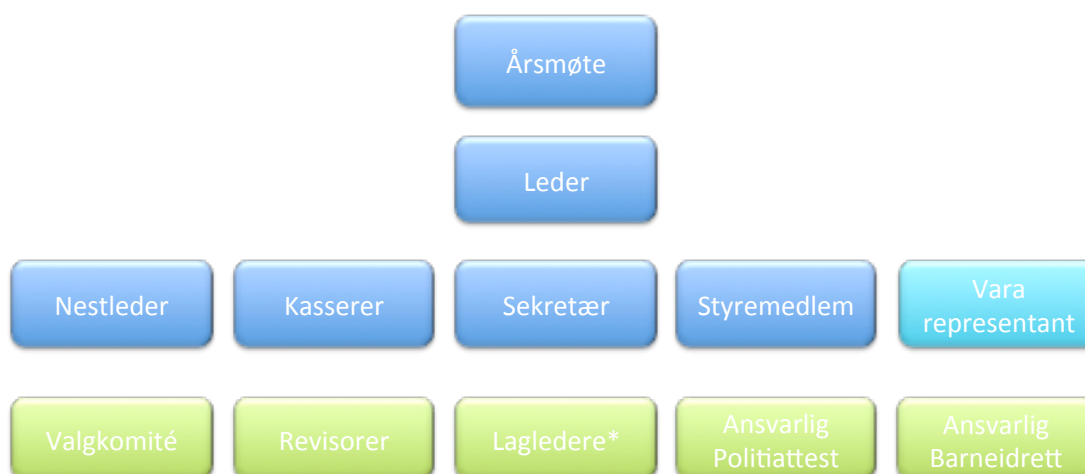 Årsmøte
Leder
Nestleder
Kasserer
Sekretær
Styremedlem
Vara
representant
Valgkomité
Revisorer
Lagledere*
Ansvarlig
Politiattest
Ansvarlig
Barneidrett